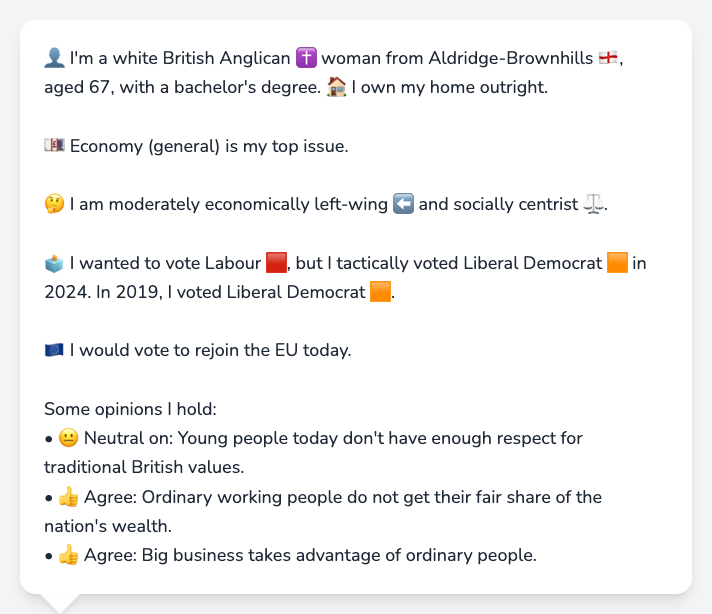 👤 I'm a white British Anglican ✝️ woman from Aldridge-Brownhills 🏴󠁧󠁢󠁥󠁮󠁧󠁿,
aged 67, with a bachelor's degree. 🏠 I own my home outright.
💷 Economy (general) is my top issue.
🤔 I am moderately economically left-wing ⬅️ and socially centrist ⚖️.
🗳️ I wanted to vote Labour 🟥, but I tactically voted Liberal Democrat 🟧 in
2024. In 2019, I voted Liberal Democrat 🟧.
🇪🇺 I would vote to rejoin the EU today.
Some opinions I hold:
• 😐 Neutral on: Young people today don't have enough respect for
traditional British values.
• 👍 Agree: Ordinary working people do not get their fair share of the
nation's wealth.
• 👍 Agree: Big business takes advantage of ordinary people.